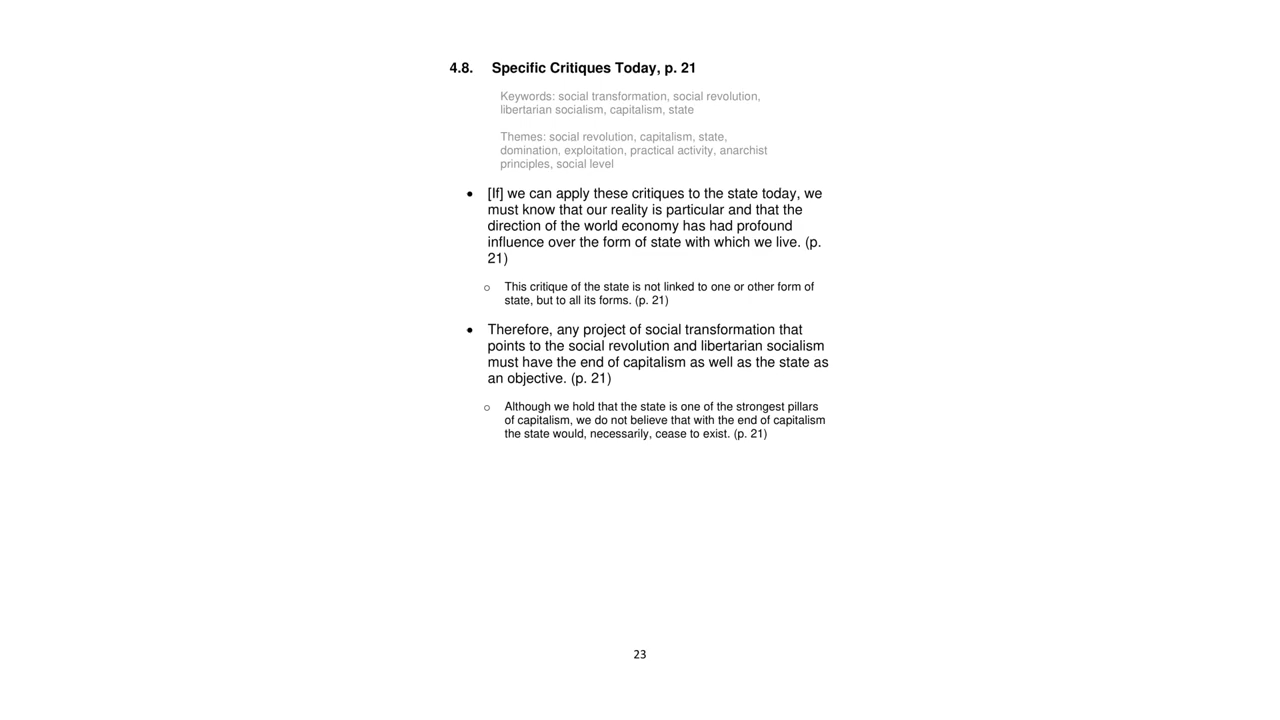 4.8. Specific Critiques Today, p. 21
Keywords: social transformation, social revolution,
libertarian socialism, capitalism, state
Themes: social revolution, capitalism, state,
domination, exploitation, practical activity, anarchist
principles, social level
• [If] we can apply these critiques to the state today, we
must know that our reality is particular and that the
direction of the world economy has had profound
influence over the form of state with which we live. (p.
21)
o This critique of the state is not linked to one or other form of
state, but to all its forms. (p. 21)
• Therefore, any project of social transformation that
points to the social revolution and libertarian socialism
must have the end of capitalism as well as the state as
an objective. (p. 21)
o Although we hold that the state is one of the strongest pillars
of capitalism, we do not believe that with the end of capitalism
the state would, necessarily, cease to exist. (p. 21)
23